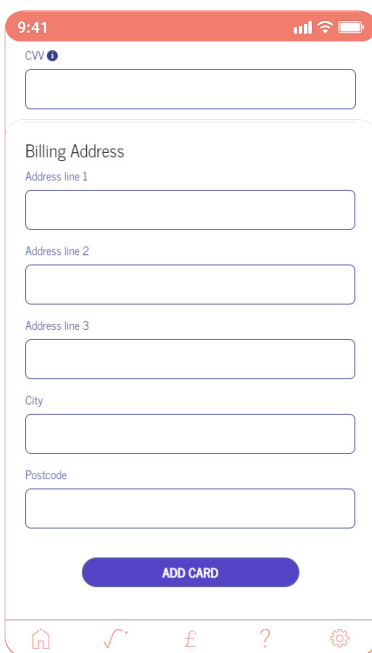 9:41
CVV i
Billing Address
Address line 1
Address line 2
Address line 3
City
Postcode
ADD CARD
£
?